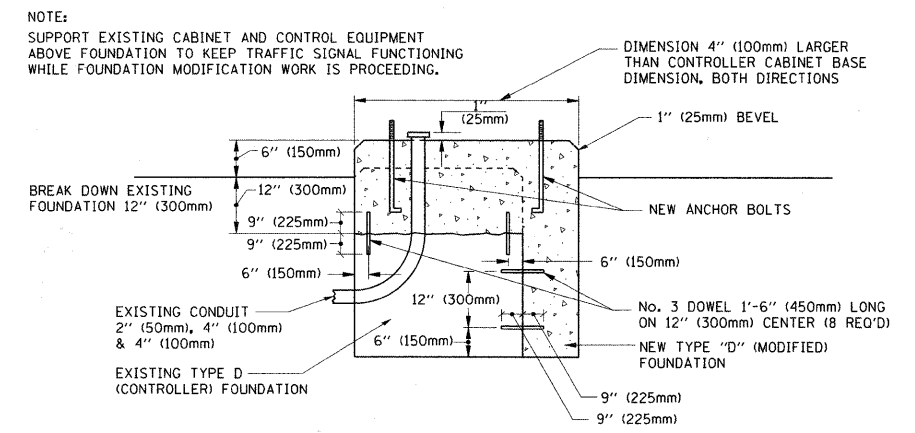 NOTE:
SUPPORT EXISTING CABINET AND CONTROL EQUIPMENT
ABOVE FOUNDATION TO KEEP TRAFFIC SIGNAL FUNCTIONING
WHILE FOUNDATION MODIFICATION WORK IS PROCEEDING.
DIMENSION 4" (100mm) LARGER
THAN CONTROLLER CABINET BASE
DIMENSION, BOTH DIRECTIONS
1"
(25mm)
1" (25mm) BEVEL
6" (150mm)
BREAK DOWN EXISTING
FOUNDATION 12" (300mm)
12" (300mm)
NEW ANCHOR BOLTS
9" (225mm)
9" (225mm)
6" (150mm)
6" (150mm)
EXISTING CONDUIT
2" (50mm), 4" (100mm)
& 4" (100mm)
12" (300mm)
No. 3 DOWEL 1'-6" (450mm) LONG
ON 12" (300mm) CENTER (8 REQ'D)
6" (150mm)
NEW TYPE "D" (MODIFIED)
FOUNDATION
EXISTING TYPE D
(CONTROLLER) FOUNDATION
9" (225mm)
9" (225mm)